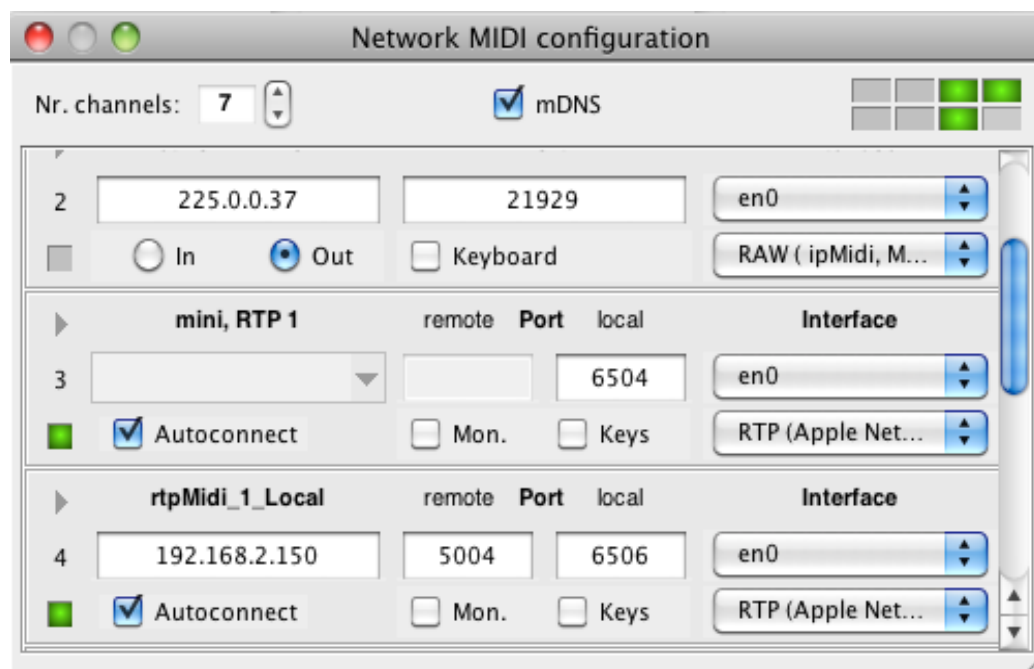 Network MIDI configuration
Nr. channels: 7 mDNS
2 225.0.0.37 21929 en0
In Out Keyboard RAW ( ipMidi, M...
mini, RTP 1 remote Port local Interface
3 6504 en0
Autoconnect Mon. Keys RTP (Apple Net...
rtpMidi_1_Local remote Port local Interface
4 192.168.2.150 5004 6506 en0
Autoconnect Mon. Keys RTP (Apple Net...